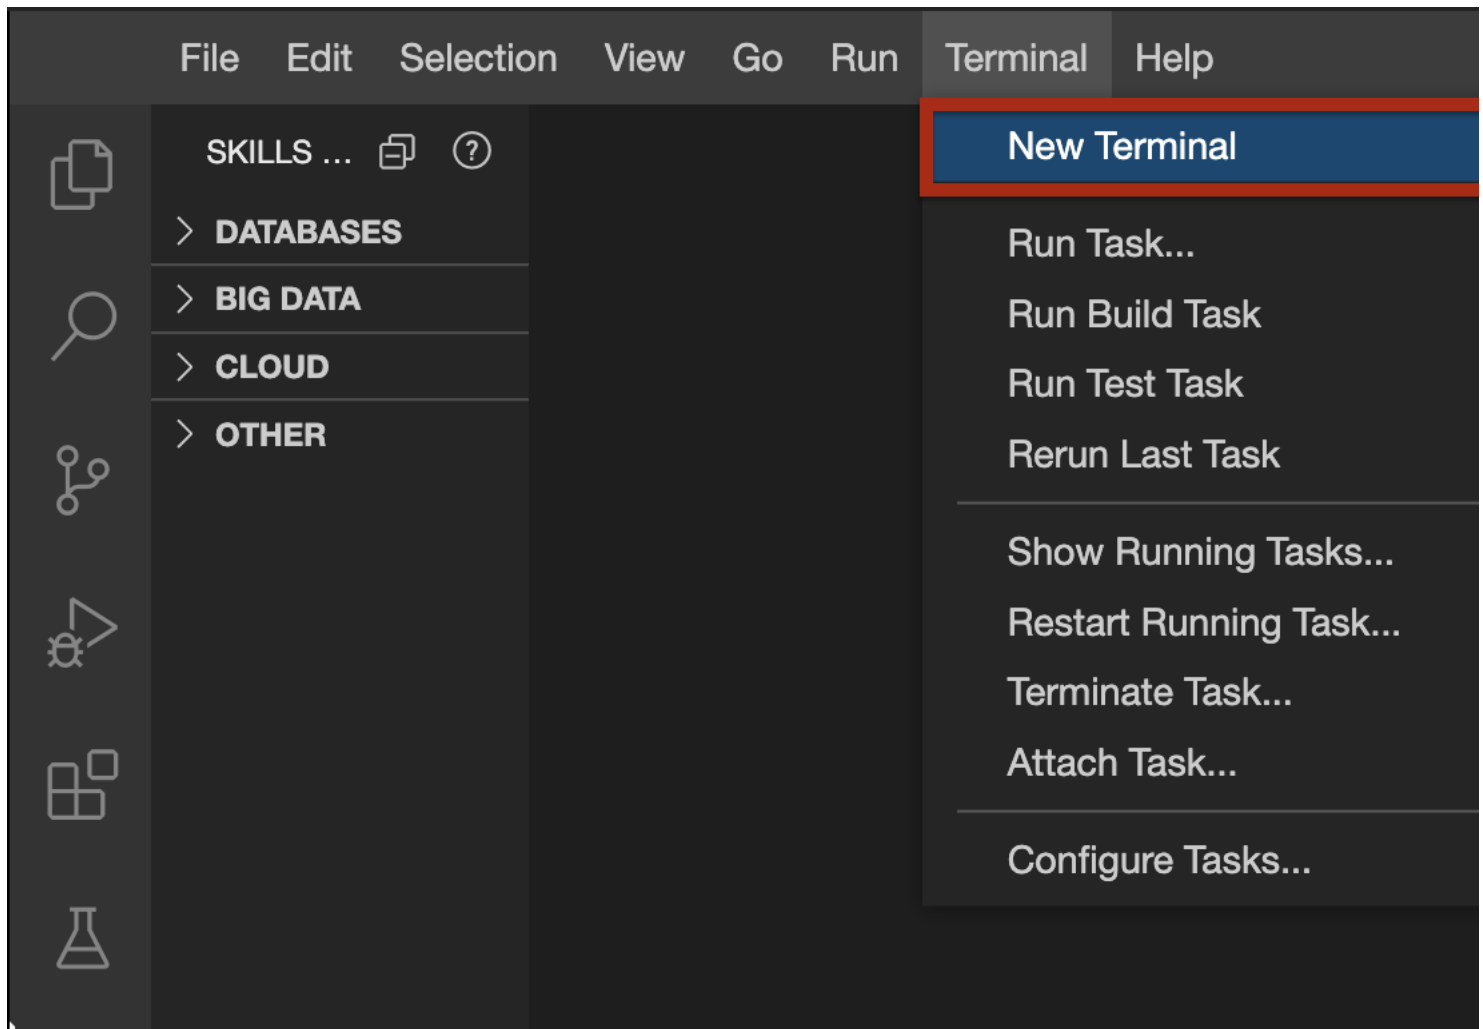 File Edit Selection View Go Run Terminal Help
SKILLS ...
DATABASES
BIG DATA
CLOUD
OTHER
New Terminal
Run Task...
Run Build Task
Run Test Task
Rerun Last Task
Show Running Tasks...
Restart Running Task...
Terminate Task...
Attach Task...
Configure Tasks...